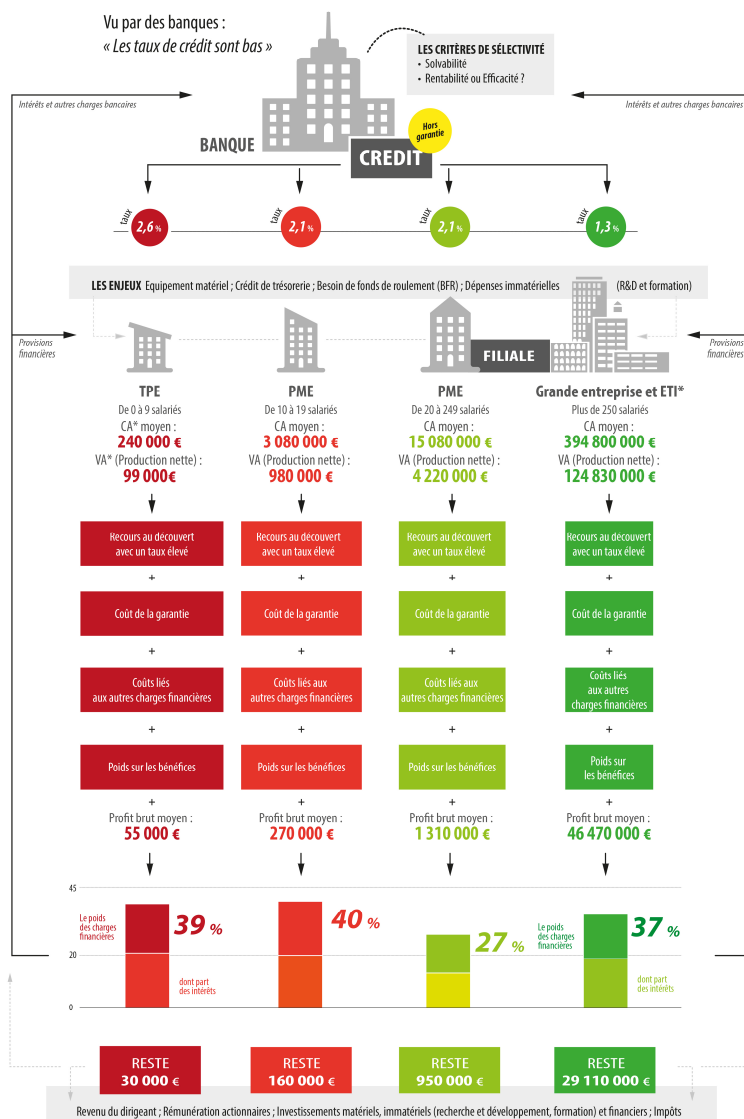 Vu par des banques :
« Les taux de crédit sont bas »
LES CRITÈRES DE SÉLECTIVITÉ
• Solvabilité
• Rentabilité ou Efficacité ?
Intérêts et autres charges bancaires
Intérêts et autres charges bancaires
BANQUE
Hors
garantie
CREDIT
taux
2,6 %
taux
2,1 %
taux
2,1 %
taux
1,3 %
LES ENJEUX Equipement matériel ; Crédit de trésorerie ; Besoin de fonds de roulement (BFR) ; Dépenses immatérielles (R&D et formation)
Provisions
financières
Provisions
financières
FILIALE
TPE
De 0 à 9 salariés
CA* moyen :
240 000 €
VA* (Production nette) :
99 000€
PME
De 10 à 19 salariés
CA moyen :
3 080 000 €
VA (Production nette) :
980 000 €
PME
De 20 à 249 salariés
CA moyen :
15 080 000 €
VA (Production nette) :
4 220 000 €
Grande entreprise et ETI*
Plus de 250 salariés
CA moyen :
394 800 000 €
VA (Production nette) :
124 830 000 €
Recours au découvert
avec un taux élevé
+
Coût de la garantie
+
Coûts liés
aux autres charges financières
+
Poids sur les bénéfices
+
Profit brut moyen :
55 000 €
Recours au découvert
avec un taux élevé
+
Coût de la garantie
+
Coûts liés aux
autres charges financières
+
Poids sur les bénéfices
+
Profit brut moyen :
270 000 €
Recours au découvert
avec un taux élevé
+
Coût de la garantie
+
Coûts liés aux
autres charges financières
+
Poids sur les bénéfices
+
Profit brut moyen :
1 310 000 €
Recours au découvert
avec un taux élevé
+
Coût de la garantie
+
Coûts liés
aux autres
charges financières
+
Poids sur
les bénéfices
+
Profit brut moyen :
46 470 000 €
45
20
0
Le poids
des charges
financières
39 %
dont part
des intérêts
40 %
27 %
Le poids
des charges
financières
37 %
dont part
des intérêts
RESTE
30 000 €
RESTE
160 000 €
RESTE
950 000 €
RESTE
29 110 000 €
Revenu du dirigeant ; Rémunération actionnaires ; Investissements matériels, immatériels (recherche et développement, formation) et financiers ; Impôts